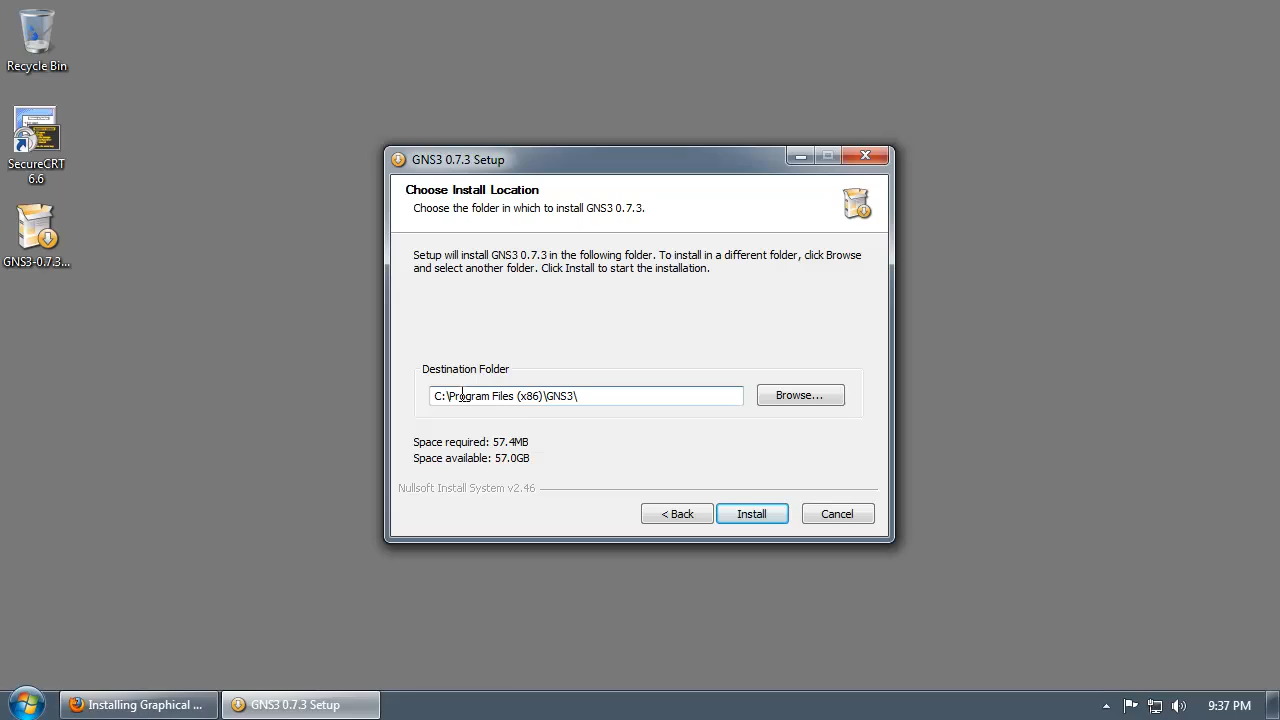 Recycle Bin
SecureCRT
6.6
GNS3-0.7.3...
GNS3 0.7.3 Setup
Choose Install Location
Choose the folder in which to install GNS3 0.7.3.
Setup will install GNS3 0.7.3 in the following folder. To install in a different folder, click Browse
and select another folder. Click Install to start the installation.
Destination Folder
C:\Program Files (x86)\GNS3\
Browse...
Space required: 57.4MB
Space available: 57.0GB
Nullsoft Install System v2.46
< Back
Install
Cancel
Installing Graphical ...
GNS3 0.7.3 Setup
9:37 PM